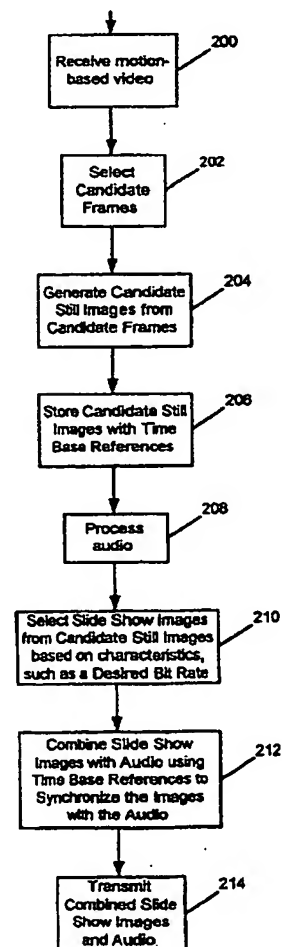 200
Receive motion-
based video
202
Select
Candidate
Frames
204
Generate Candidate
Still Images from
Candidate Frames
206
Store Candidate Still
Images with Time
Base References
208
Process
audio
210
Select Slide Show Images
from Candidate Still Images
based on characteristics,
such as a Desired Bit Rate
212
Combine Slide Show
Images with Audio using
Time Base References to
Synchronize the Images
with the Audio
214
Transmit
Combined Slide
Show Images
and Audio.